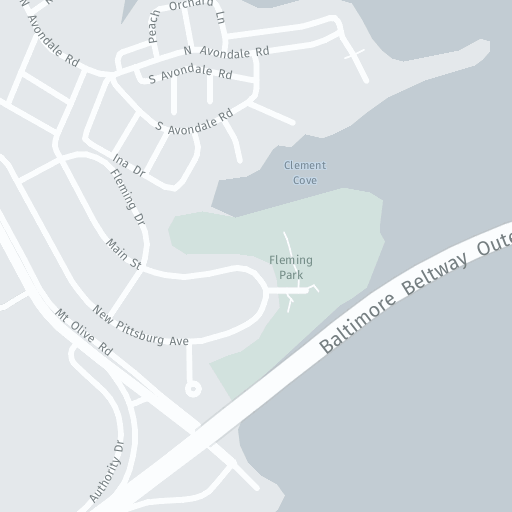 Peach
Orchard Ln
N Avondale Rd
N Avondale Rd
S Avondale Rd
S Avondale Rd
Ina Dr
Clement
Cove
Fleming Dr
Main St
Fleming
Park
Baltimore Beltway Oute
New Pittsburg Ave
Mt Olive Rd
Authority Dr